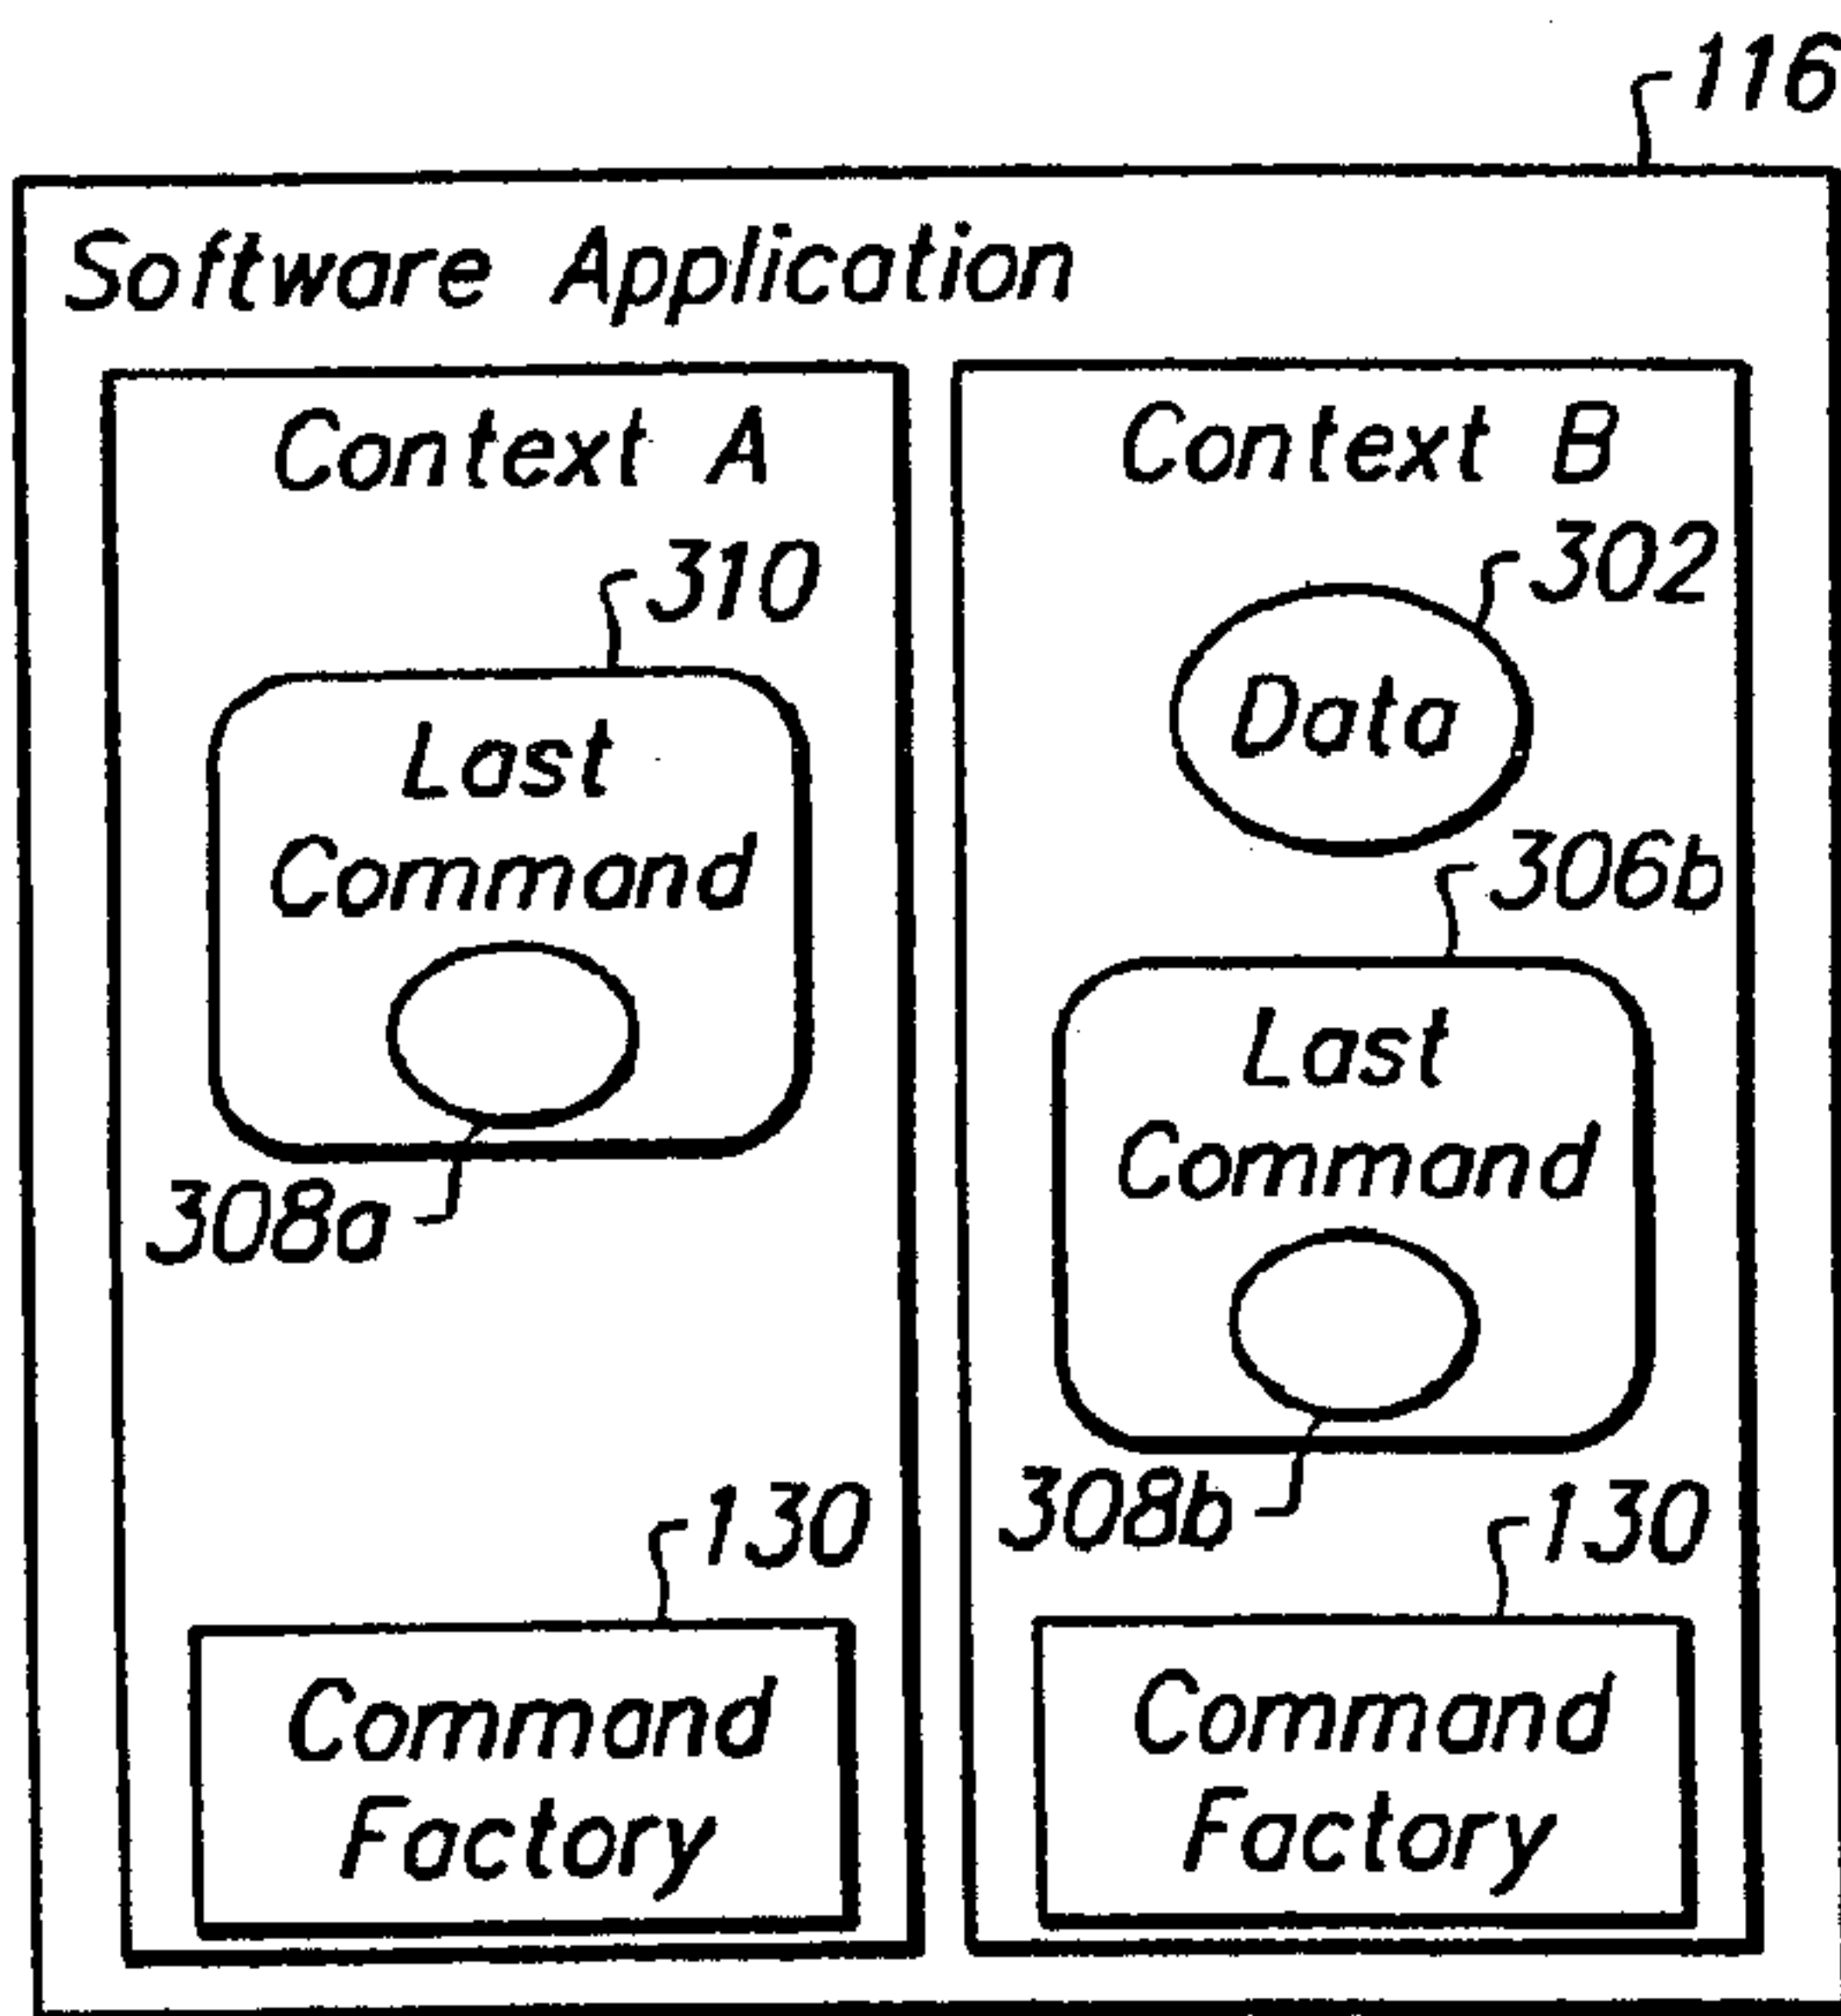 116
Software Application
Context A
310
Last
Command
308a
130
Command
Factory
Context B
302
Data
306b
Last
Command
308b
130
Command
Factory